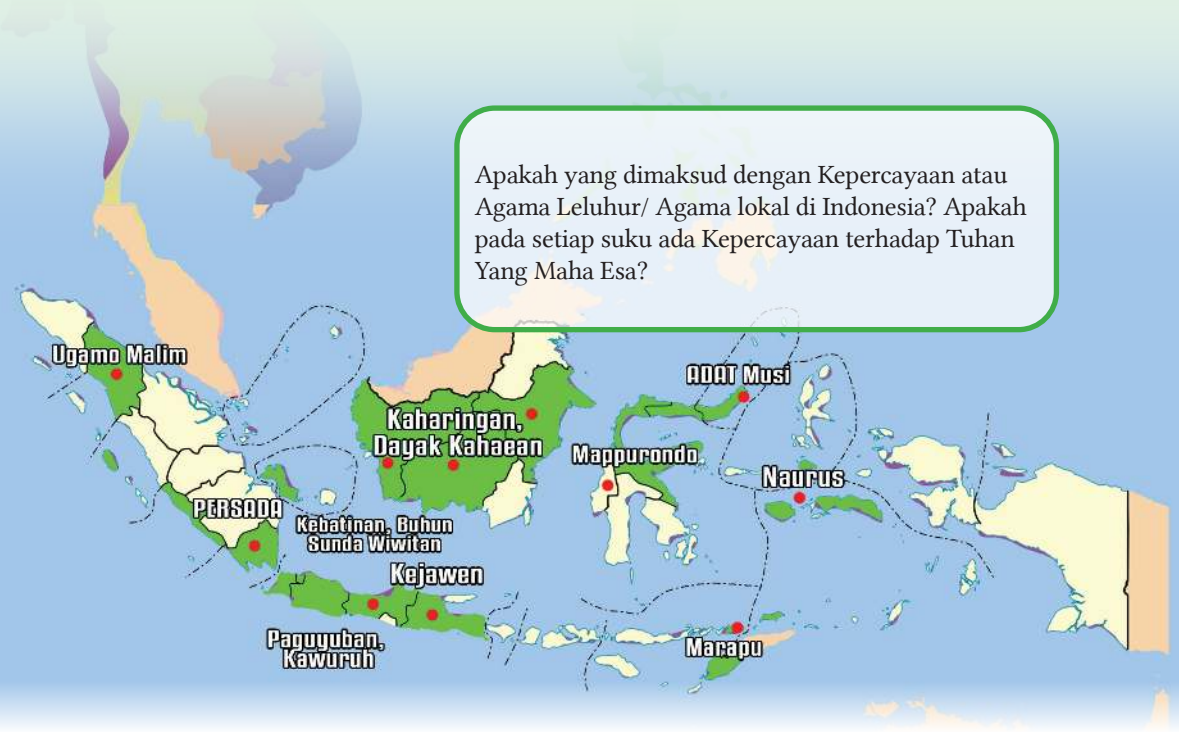 Apakah yang dimaksud dengan Kepercayaan atau
Agama Leluhur/ Agama lokal di Indonesia? Apakah
pada setiap suku ada Kepercayaan terhadap Tuhan
Yang Maha Esa?
Ugamo Malim
ADAT Musi
Kaharingan,
Dayak Kahaean
Mappurondo
Naurus
PERSADA
Kebatinan, Buhun
Sunda Wiwitan
Kejawen
Paguyuban,
Kawuruh
Marapu